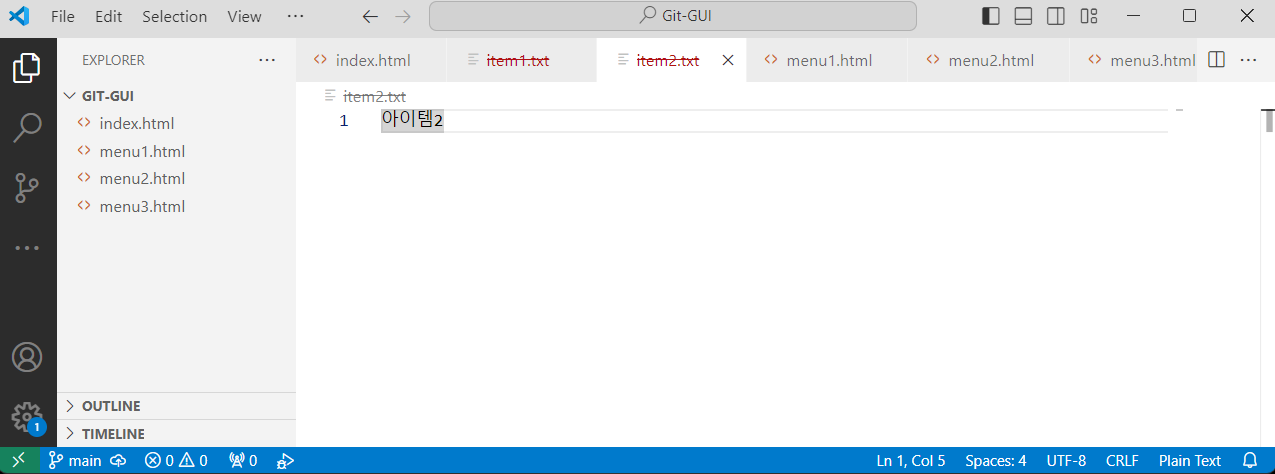 File Edit Selection View ··· Git-GUI
EXPLORER ···
index.html item1.txt item2.txt menu1.html menu2.html menu3.html ···
GIT-GUI
item2.txt
index.html
1 아이템2
menu1.html
menu2.html
menu3.html
OUTLINE
1
TIMELINE
main 0 0 0 Ln 1, Col 5 Spaces: 4 UTF-8 CRLF Plain Text